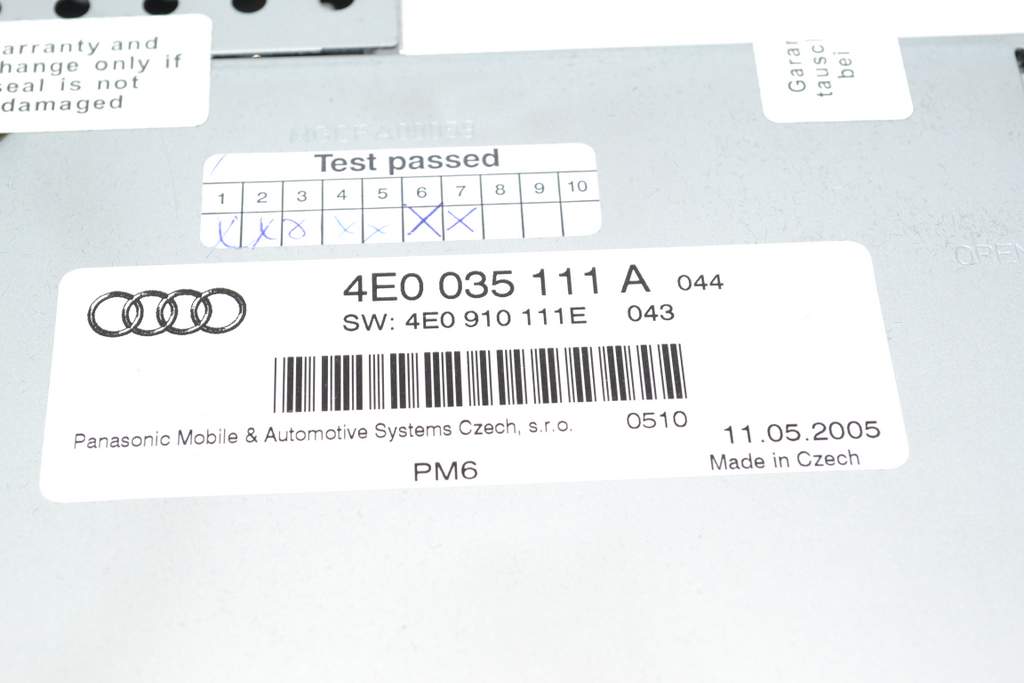 arranty and
hange only if
seal is not
damaged
Garan
tausch
bei
Test passed
1 2 3 4 5 6 7 8 9 10
X X X X X X X
4E0 035 111 A 044
SW: 4E0 910 111E 043
Panasonic Mobile & Automotive Systems Czech, s.r.o. 0510
11.05.2005
PM6
Made in Czech
OPEN